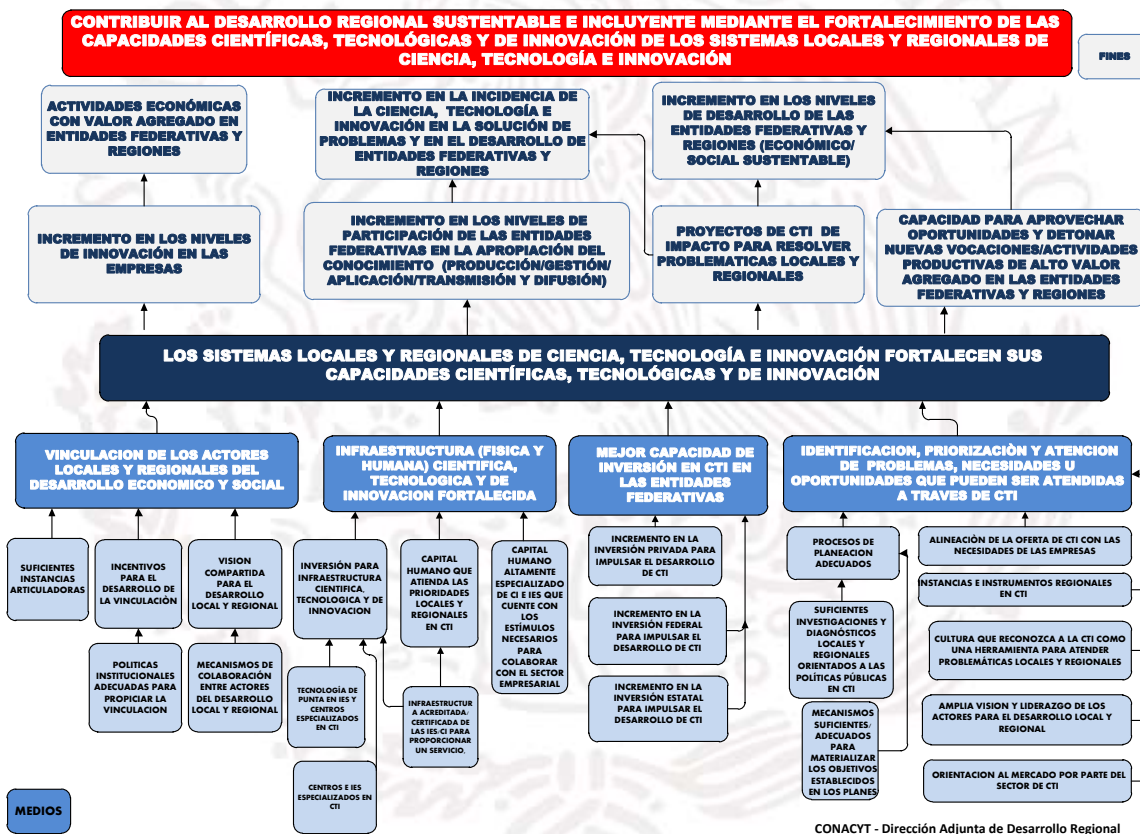 CONTRIBUIR AL DESARROLLO REGIONAL SUSTENTABLE E INCLUYENTE MEDIANTE EL FORTALECIMIENTO DE LAS
CAPACIDADES CIENTÍFICAS, TECNOLÓGICAS Y DE INNOVACIÓN DE LOS SISTEMAS LOCALES Y REGIONALES DE
CIENCIA, TECNOLOGÍA E INNOVACIÓN
FINES
ACTIVIDADES ECONÓMICAS
CON VALOR AGREGADO EN
ENTIDADES FEDERATIVAS Y
REGIONES
INCREMENTO EN LA INCIDENCIA DE
LA CIENCIA, TECNOLOGÍA E
INNOVACIÓN EN LA SOLUCIÓN DE
PROBLEMAS Y EN EL DESARROLLO DE
ENTIDADES FEDERATIVAS Y
REGIONES
INCREMENTO EN LOS NIVELES
DE DESARROLLO DE LAS
ENTIDADES FEDERATIVAS Y
REGIONES (ECONÓMICO/
SOCIAL SUSTENTABLE)
INCREMENTO EN LOS NIVELES
DE INNOVACIÓN EN LAS
EMPRESAS
INCREMENTO EN LOS NIVELES DE
PARTICIPACIÓN DE LAS ENTIDADES
FEDERATIVAS EN LA APROPIACIÓN DEL
CONOCIMIENTO (PRODUCCIÓN/GESTIÓN/
APLICACIÓN/TRANSMISIÓN Y DIFUSIÓN)
PROYECTOS DE CTI DE
IMPACTO PARA RESOLVER
PROBLEMATICAS LOCALES Y
REGIONALES
CAPACIDAD PARA APROVECHAR
OPORTUNIDADES Y DETONAR
NUEVAS VOCACIONES/ACTIVIDADES
PRODUCTIVAS DE ALTO VALOR
AGREGADO EN LAS ENTIDADES
FEDERATIVAS Y REGIONES
LOS SISTEMAS LOCALES Y REGIONALES DE CIENCIA, TECNOLOGÍA E INNOVACIÓN FORTALECEN SUS
CAPACIDADES CIENTÍFICAS, TECNOLÓGICAS Y DE INNOVACIÓN
VINCULACION DE LOS ACTORES
LOCALES Y REGIONALES DEL
DESARROLLO ECONOMICO Y SOCIAL
INFRAESTRUCTURA (FISICA Y
HUMANA) CIENTIFICA,
TECNOLOGICA Y DE
INNOVACION FORTALECIDA
MEJOR CAPACIDAD DE
INVERSIÓN EN CTI EN
LAS ENTIDADES
FEDERATIVAS
IDENTIFICACION, PRIORIZACIÒN Y ATENCION
DE PROBLEMAS, NECESIDADES U
OPORTUNIDADES QUE PUEDEN SER ATENDIDAS
A TRAVES DE CTI
SUFICIENTES
INSTANCIAS
ARTICULADORAS
INCENTIVOS
PARA EL
DESARROLLO DE
LA VINCULACIÓN
VISION
COMPARTIDA
PARA EL
DESARROLLO
LOCAL Y REGIONAL
INVERSIÓN PARA
INFRAESTRUCTURA
CIENTIFICA,
TECNOLOGICA Y DE
INNOVACION
CAPITAL
HUMANO QUE
ATIENDA LAS
PRIORIDADES
LOCALES Y
REGIONALES
EN CTI
CAPITAL
HUMANO
ALTAMENTE
ESPECIALIZADO
DE CI E IES QUE
CUENTE CON
LOS
ESTÍMULOS
NECESARIOS
PARA
COLABORAR
CON EL SECTOR
EMPRESARIAL
INCREMENTO EN LA
INVERSIÓN PRIVADA PARA
IMPULSAR EL DESARROLLO
DE CTI
INCREMENTO EN LA
INVERSIÓN FEDERAL
PARA IMPULSAR EL
DESARROLLO DE CTI
INCREMENTO EN LA
INVERSIÓN ESTATAL
PARA IMPULSAR EL
DESARROLLO DE CTI
PROCESOS DE
PLANEACION
ADECUADOS
SUFICIENTES
INVESTIGACIONES Y
DIAGNÓSTICOS
LOCALES Y
REGIONALES
ORIENTADOS A LAS
POLÍTICAS PÚBLICAS
EN CTI
MECANISMOS
SUFICIENTES/
ADECUADOS
PARA
MATERIALIZAR
LOS OBJETIVOS
ESTABLECIDOS
EN LOS PLANES
ALINEACIÒN DE LA OFERTA DE CTI CON LAS
NECESIDADES DE LAS EMPRESAS
INSTANCIAS E INSTRUMENTOS REGIONALES
EN CTI
CULTURA QUE RECONOZCA A LA CTI COMO
UNA HERRAMIENTA PARA ATENDER
PROBLEMÁTICAS LOCALES Y REGIONALES
AMPLIA VISION Y LIDERAZGO DE LOS
ACTORES PARA EL DESARROLLO LOCAL Y
REGIONAL
ORIENTACION AL MERCADO POR PARTE DEL
SECTOR DE CTI
POLITICAS
INSTITUCIONALES
ADECUADAS PARA
PROPICIAR LA
VINCULACION
MECANISMOS DE
COLABORACIÓN
ENTRE ACTORES
DEL DESARROLLO
LOCAL Y REGIONAL
TECNOLOGÍA DE
PUNTA EN IES Y
CENTROS
ESPECIALIZADOS EN
CTI
INFRAESTRUCTUR
A ACREDITADA/
CERTIFICADA DE
LAS IES/CI PARA
PROPORCIONAR
UN SERVICIO,
CENTROS E IES
ESPECIALIZADOS EN
CTI
MEDIOS
CONACYT - Dirección Adjunta de Desarrollo Regional